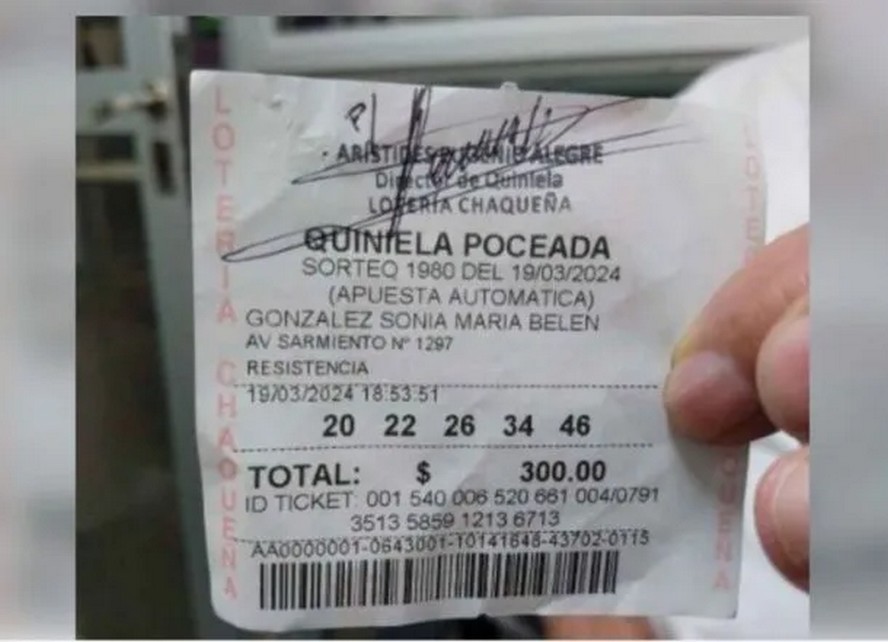 LOTERIA CHAQUEÑA
ARISTIDES EUGENIO ALEGRE
Director de Quiniela
LOTERIA CHAQUEÑA
QUINIELA POCEADA
SORTEO 1980 DEL 19/03/2024
(APUESTA AUTOMATICA)
GONZALEZ SONIA MARIA BELEN
AV SARMIENTO Nº 1297
RESISTENCIA
19/03/2024 18:53:51
20 22 26 34 46
TOTAL: $ 300.00
ID TICKET: 001 540 006 520 661 004/0791
3513 5859 1213 6713
AA0000001-0643001-10141646-43702-0115